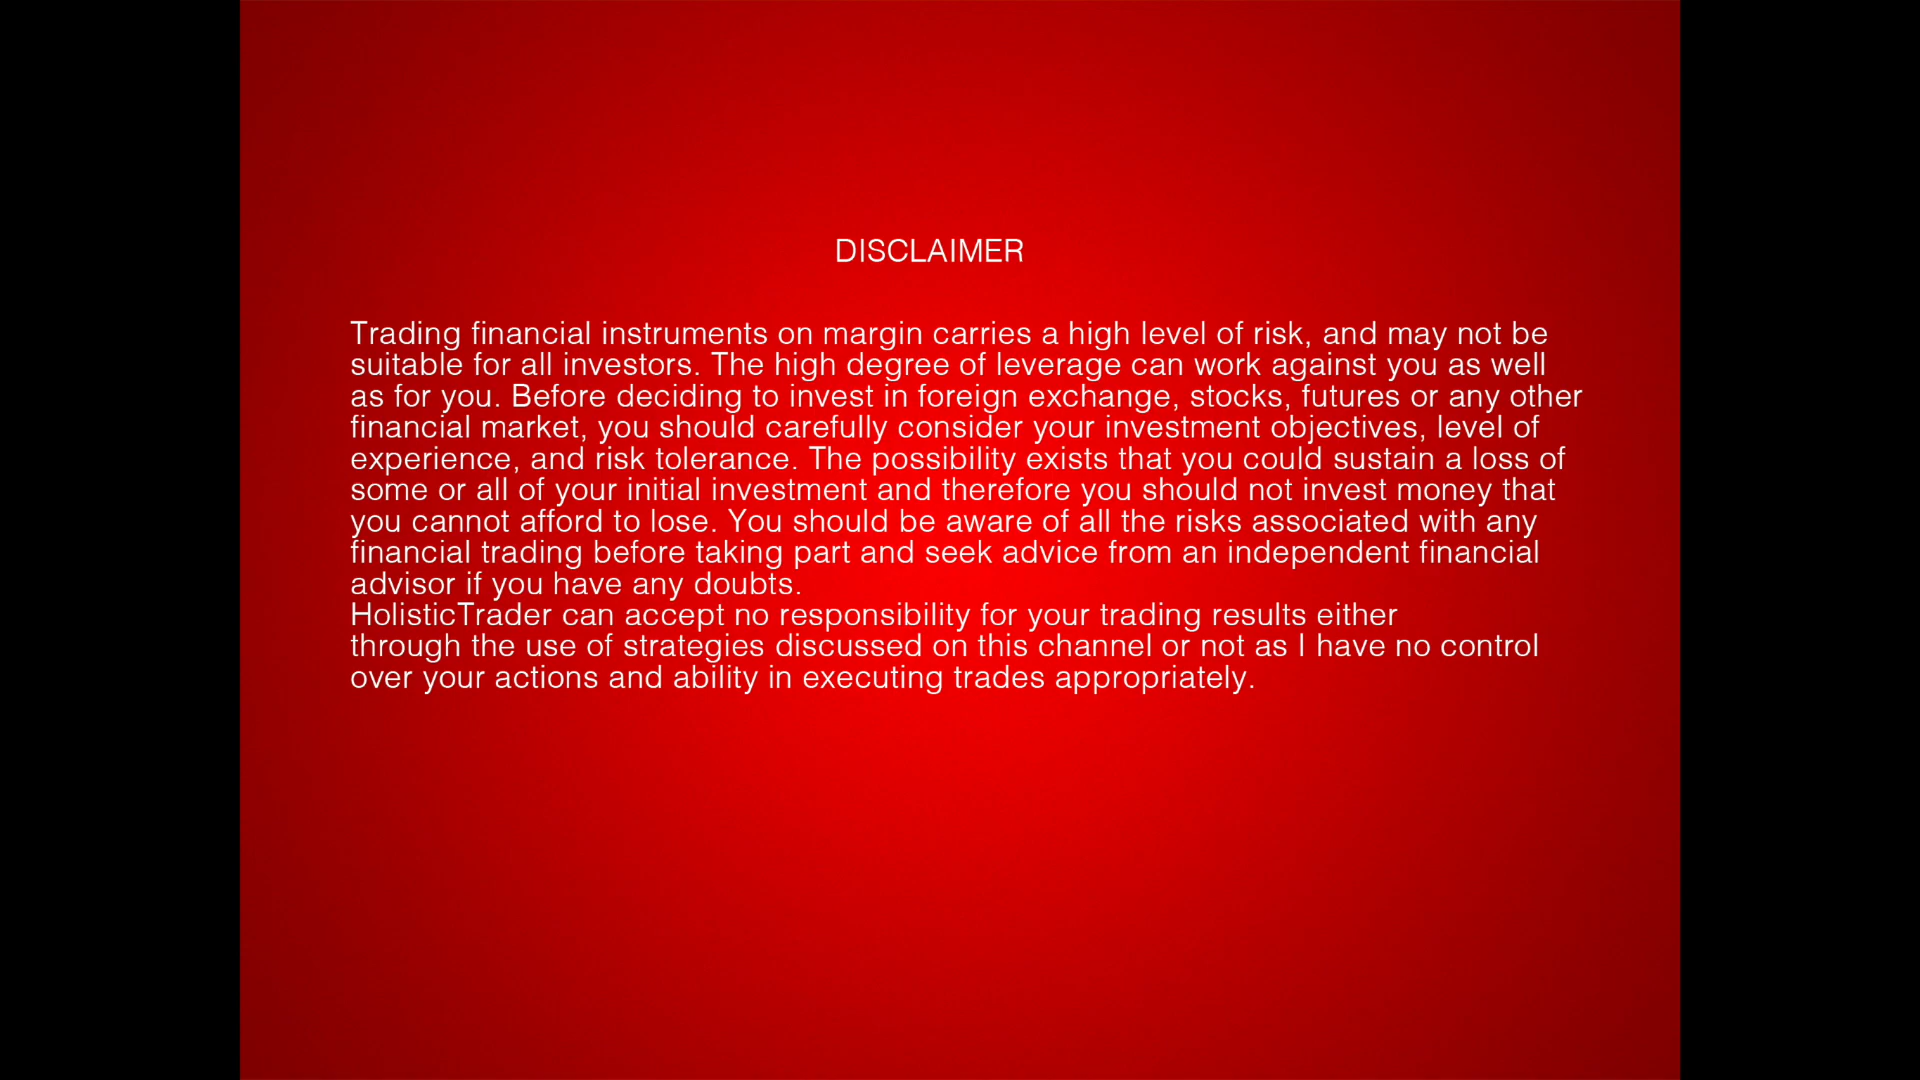 DISCLAIMER
Trading financial instruments on margin carries a high level of risk, and may not be
suitable for all investors. The high degree of leverage can work against you as well
as for you. Before deciding to invest in foreign exchange, stocks, futures or any other
financial market, you should carefully consider your investment objectives, level of
experience, and risk tolerance. The possibility exists that you could sustain a loss of
some or all of your initial investment and therefore you should not invest money that
you cannot afford to lose. You should be aware of all the risks associated with any
financial trading before taking part and seek advice from an independent financial
advisor if you have any doubts.
HolisticTrader can accept no responsibility for your trading results either
through the use of strategies discussed on this channel or not as I have no control
over your actions and ability in executing trades appropriately.